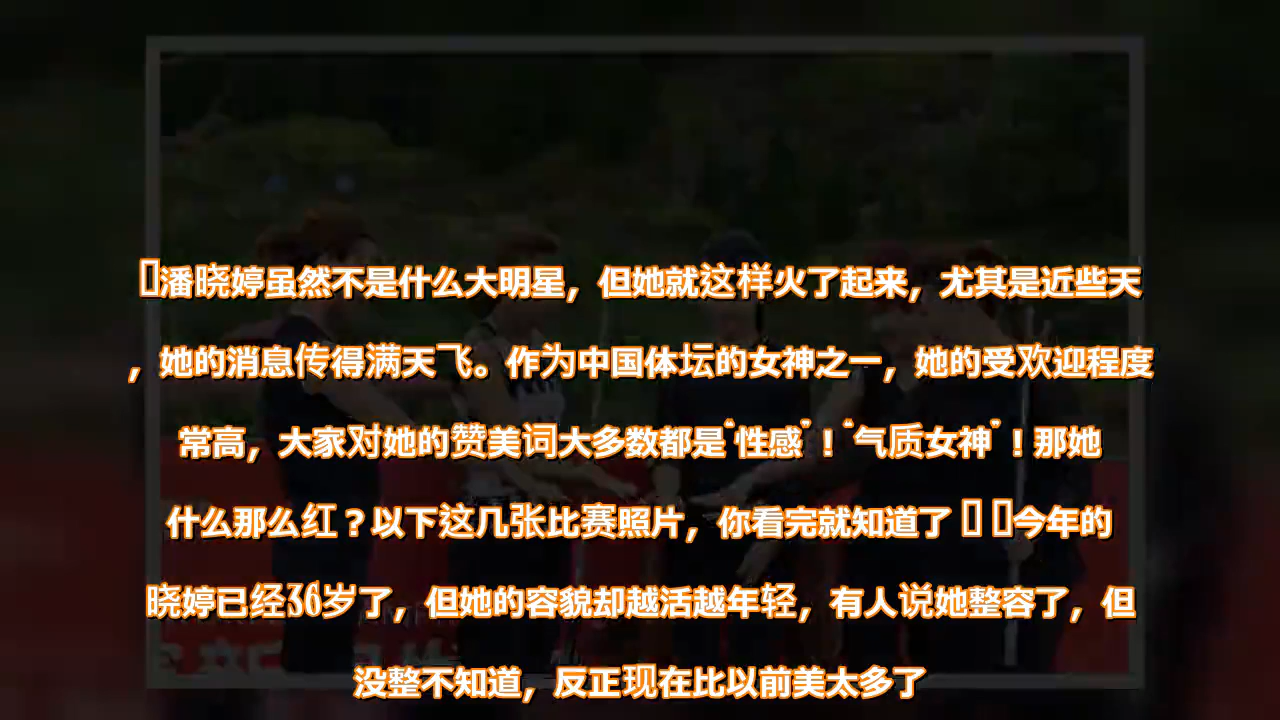 潘晓婷虽然不是什么大明星，但她就这样火了起来，尤其是近些天
，她的消息传得满天飞。作为中国体坛的女神之一，她的受欢迎程度
常高，大家对她的赞美词大多数都是“性感”！“气质女神”！那她
什么那么红？以下这几张比赛照片，你看完就知道了 今年的
晓婷已经36岁了，但她的容貌却越活越年轻，有人说她整容了，但
没整不知道，反正现在比以前美太多了